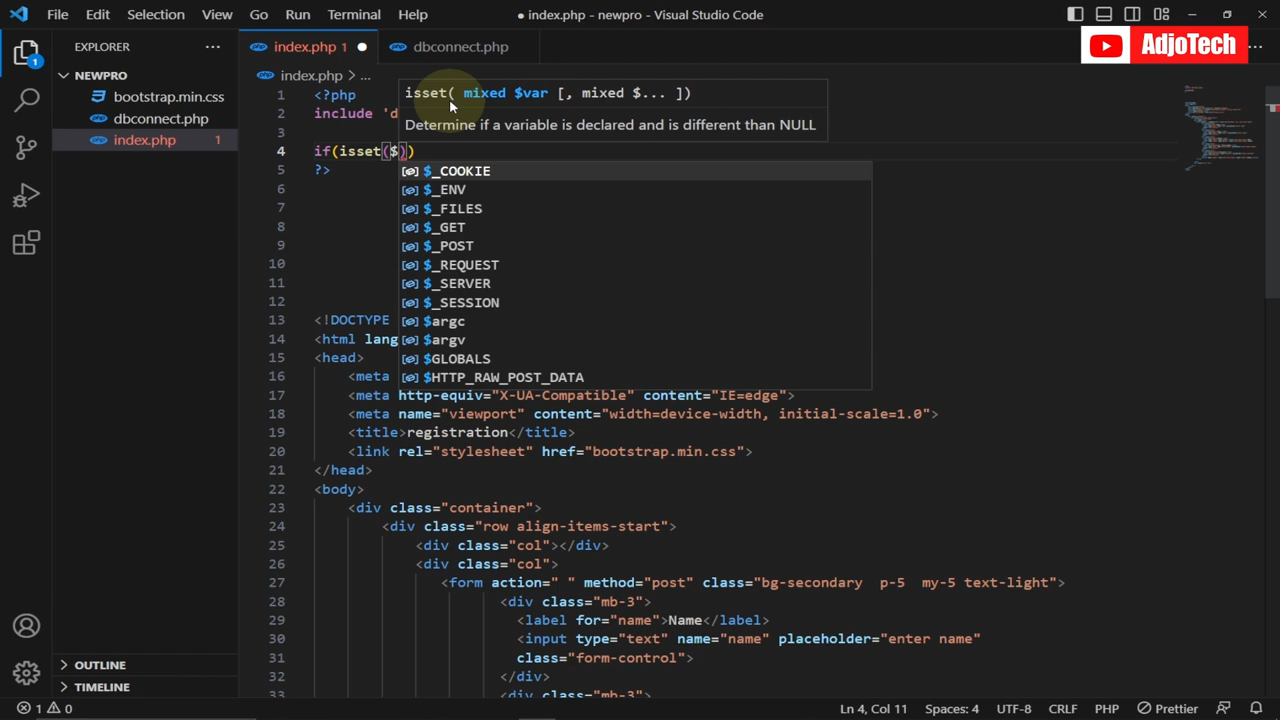 File Edit Selection View Go Run Terminal Help
● index.php - newpro - Visual Studio Code
AdjoTech
EXPLORER
NEWPRO
bootstrap.min.css
dbconnect.php
index.php 1
OUTLINE
TIMELINE
1
index.php 1 ●
dbconnect.php
index.php > ...
1 <?php
2 include 'd
3
4 if(isset($))
5 ?>
6
7
8
9
10
11
12
13 <!DOCTYPE
14 <html lang
15 <head>
16 <meta
17 <meta http-equiv="X-UA-Compatible" content="IE=edge">
18 <meta name="viewport" content="width=device-width, initial-scale=1.0">
19 <title>registration</title>
20 <link rel="stylesheet" href="bootstrap.min.css">
21 </head>
22 <body>
23 <div class="container">
24 <div class="row align-items-start">
25 <div class="col"></div>
26 <div class="col">
27 <form action=" " method="post" class="bg-secondary p-5 my-5 text-light">
28 <div class="mb-3">
29 <label for="name">Name</label>
30 <input type="text" name="name" placeholder="enter name"
31 class="form-control">
32 </div>
33 <div class="mb-3">
isset( mixed $var [, mixed $... ])
Determine if a variable is declared and is different than NULL
$_COOKIE
$_ENV
$_FILES
$_GET
$_POST
$_REQUEST
$_SERVER
$_SESSION
$argc
$argv
$GLOBALS
$HTTP_RAW_POST_DATA
1 0
Ln 4, Col 11 Spaces: 4 UTF-8 CRLF PHP Prettier